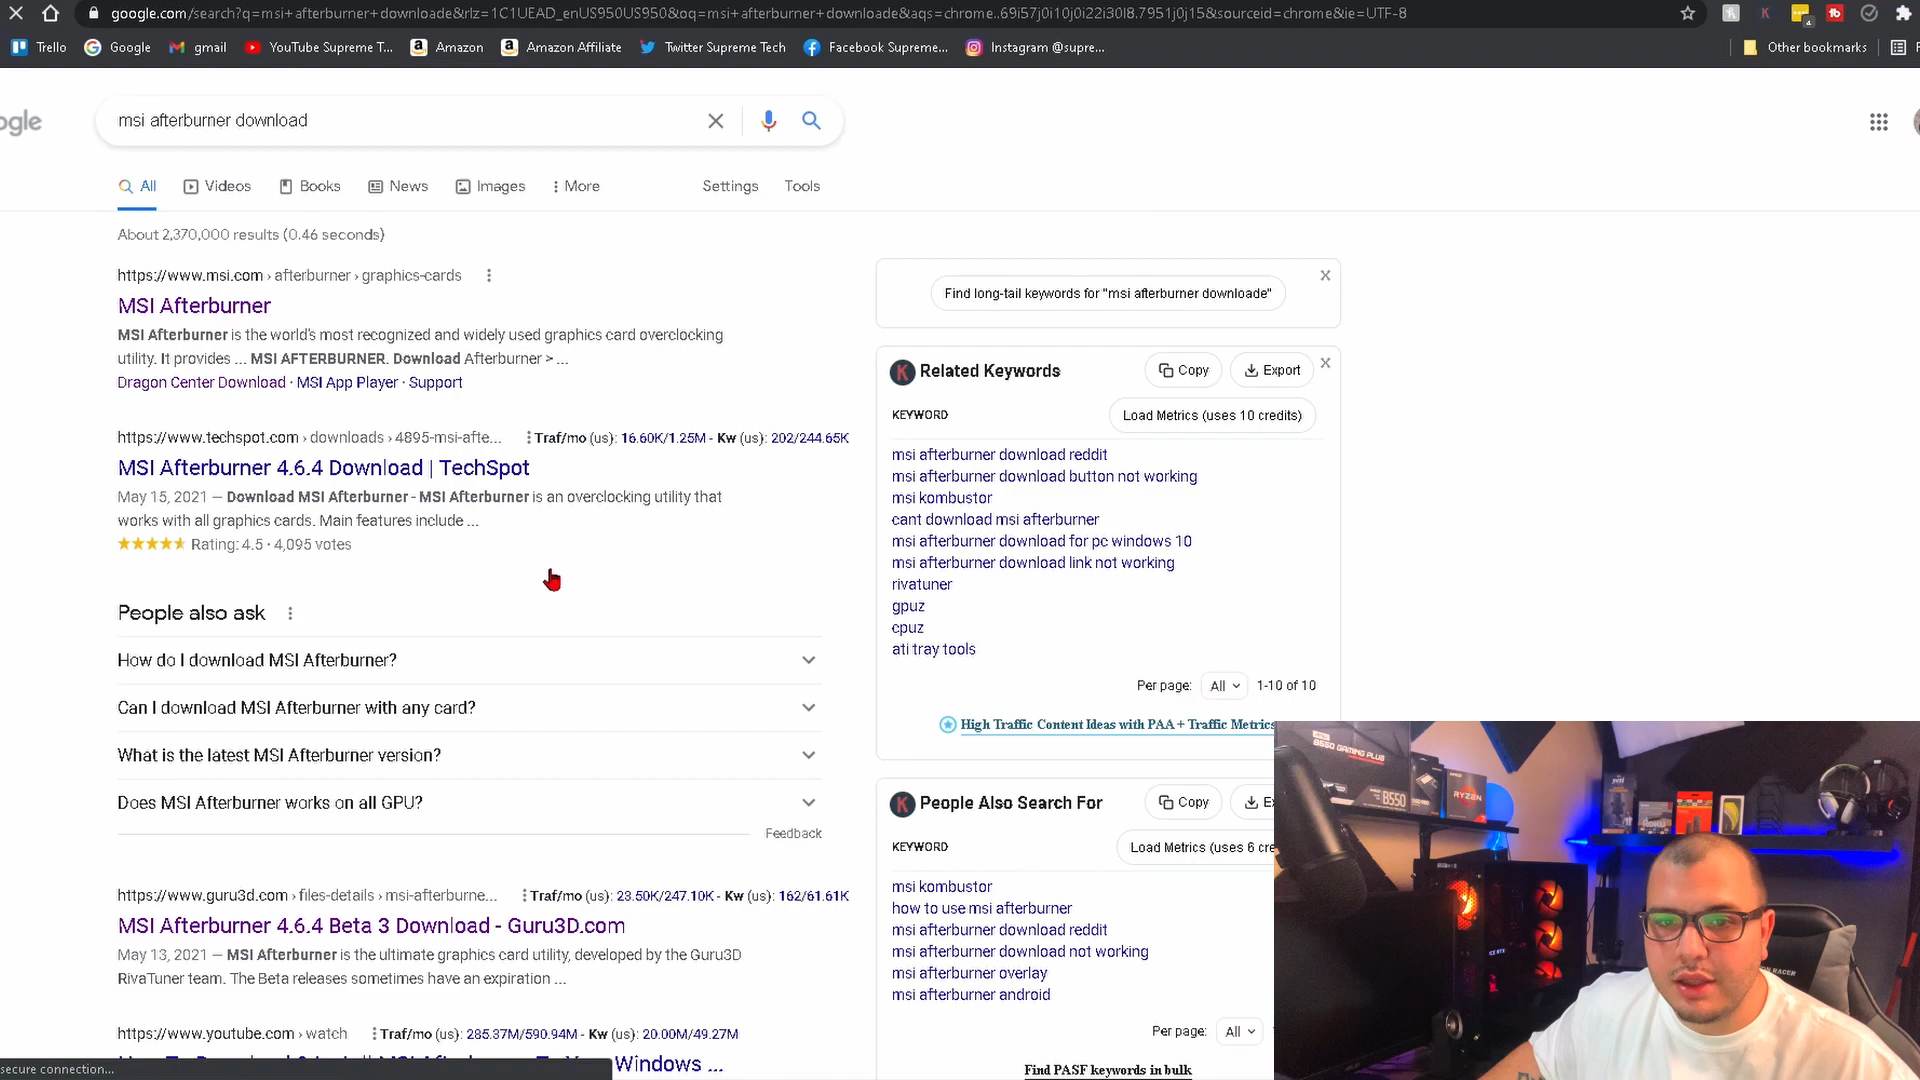 google.com/search?q=msi+afterburner+downloade&rlz=1C1UEAD_enUS950US950&oq=msi+afterburner+downloade&aqs=chrome..69i57j0i10j0i22i30l8.7951j0j15&sourceid=chrome&ie=UTF-8
Trello Google gmail YouTube Supreme T... Amazon Amazon Affiliate Twitter Supreme Tech Facebook Supreme... Instagram @supre... Other bookmarks
ogle
msi afterburner download
All Videos Books News Images More Settings Tools
About 2,370,000 results (0.46 seconds)
https://www.msi.com › afterburner › graphics-cards
MSI Afterburner
MSI Afterburner is the world's most recognized and widely used graphics card overclocking
utility. It provides ... MSI AFTERBURNER. Download Afterburner > ...
Dragon Center Download · MSI App Player · Support
https://www.techspot.com › downloads › 4895-msi-afte... Traf/mo (us): 16.60K/1.25M - Kw (us): 202/244.65K
MSI Afterburner 4.6.4 Download | TechSpot
May 15, 2021 — Download MSI Afterburner - MSI Afterburner is an overclocking utility that
works with all graphics cards. Main features include ...
Rating: 4.5 · 4,095 votes
People also ask
How do I download MSI Afterburner?
Can I download MSI Afterburner with any card?
What is the latest MSI Afterburner version?
Does MSI Afterburner works on all GPU?
Feedback
https://www.guru3d.com › files-details › msi-afterburne... Traf/mo (us): 23.50K/247.10K - Kw (us): 162/61.61K
MSI Afterburner 4.6.4 Beta 3 Download - Guru3D.com
May 13, 2021 — MSI Afterburner is the ultimate graphics card utility, developed by the Guru3D
RivaTuner team. The Beta releases sometimes have an expiration ...
https://www.youtube.com › watch Traf/mo (us): 285.37M/590.94M - Kw (us): 20.00M/49.27M
Windows ...
secure connection...
Find long-tail keywords for "msi afterburner downloade"
Related Keywords Copy Export
KEYWORD Load Metrics (uses 10 credits)
msi afterburner download reddit
msi afterburner download button not working
msi kombustor
cant download msi afterburner
msi afterburner download for pc windows 10
msi afterburner download link not working
rivatuner
gpuz
cpuz
ati tray tools
Per page: All 1-10 of 10
High Traffic Content Ideas with PAA + Traffic Metrics
People Also Search For Copy Ex
KEYWORD Load Metrics (uses 6 cre
msi kombustor
how to use msi afterburner
msi afterburner download reddit
msi afterburner download not working
msi afterburner overlay
msi afterburner android
Per page: All
Find PASF keywords in bulk
B550 GAMING PLUS
B550
RYZEN
Roku
RACER